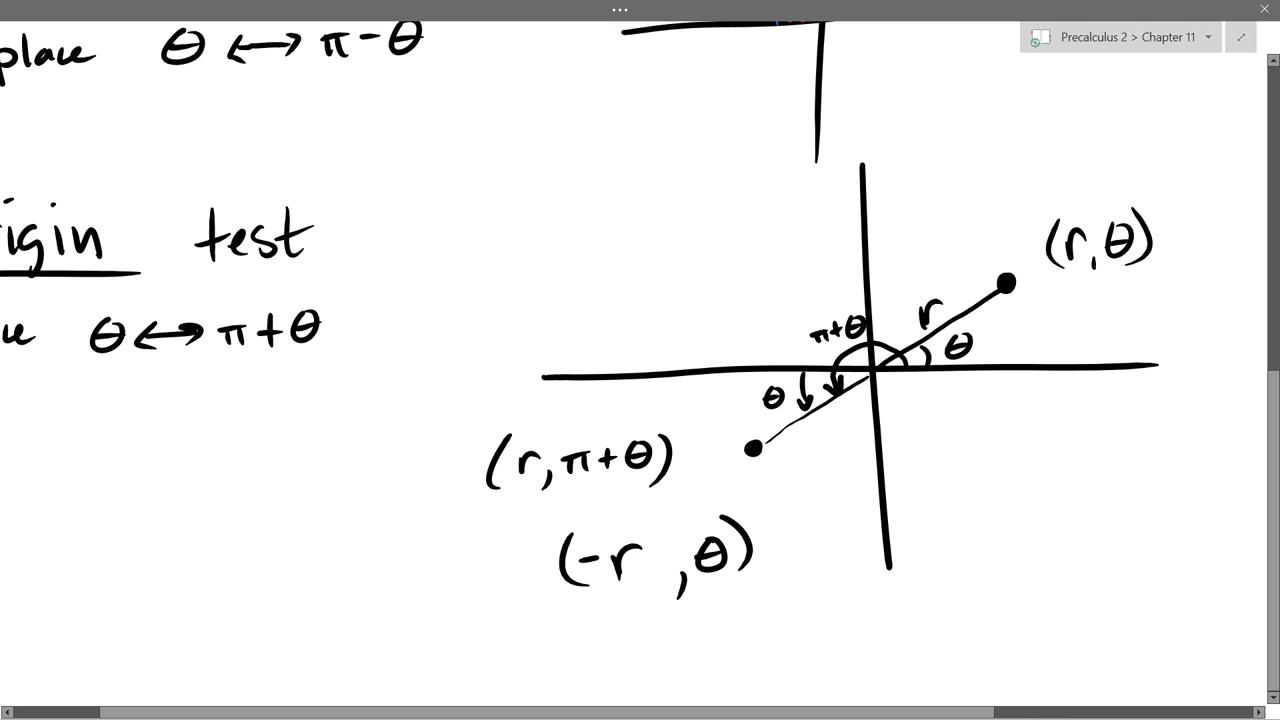 Precalculus 2 > Chapter 11
place θ ↔ π-θ
igin test
θ ↔ π+θ
(r,θ)
r
π+θ
θ
θ
(r,π+θ)
(-r ,θ)